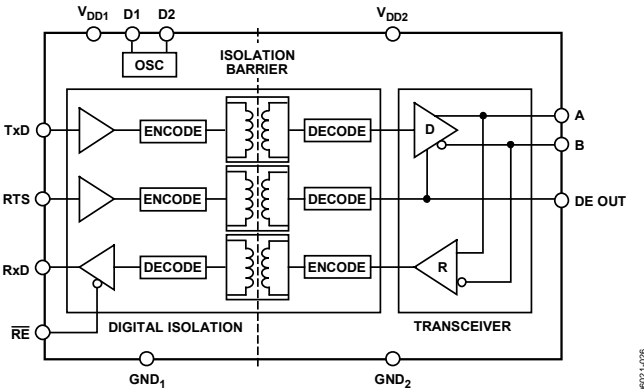 VDD1 D1 D2 VDD2
OSC
ISOLATION
BARRIER
TxD ENCODE DECODE D A
B
RTS ENCODE DECODE DE OUT
RxD DECODE ENCODE R
RE
DIGITAL ISOLATION TRANSCEIVER
GND1 GND2